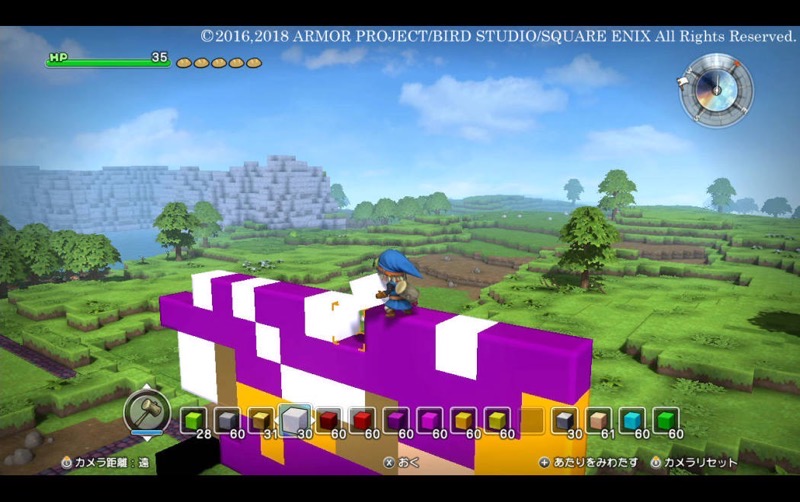 ©2016,2018 ARMOR PROJECT/BIRD STUDIO/SQUARE ENIX All Rights Reserved.
HP 35
28 60 31 30 60 60 60 60 60 60 30 61 60 60
カメラ距離:遠 Ⓧおく あたりをみわたす カメラリセット